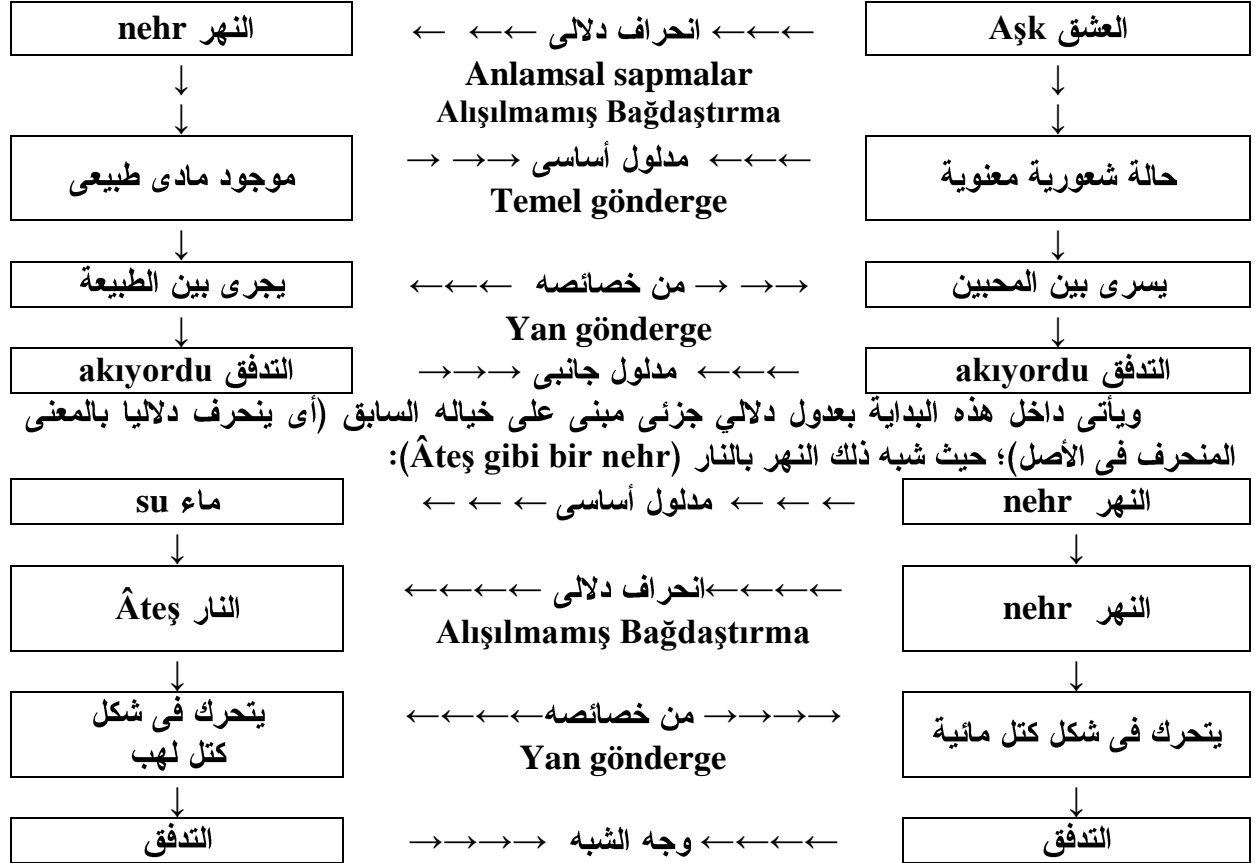 العشق Aşk ←←← انحراف دلالى ←←← ← النهر nehr
↓ Anlamsal sapmalar ↓
↓ Alışılmamış Bağdaştırma ↓
حالة شعورية معنوية ←←← مدلول أساسى →→→ → موجود مادى طبيعى
Temel gönderge
↓ ↓
يسرى بين المحبين →→→ → من خصائصه ←←←← يجرى بين الطبيعة
↓ Yan gönderge ↓
التدفق akıyordu ←←←← مدلول جانبى →→→→ التدفق akıyordu
ويأتى داخل هذه البداية بعدول دلالي جزئى مبنى على خياله السابق (أى ينحرف دلاليا بالمعنى
المنحرف فى الأصل)؛ حيث شبه ذلك النهر بالنار (Âteş gibi bir nehr):
النهر nehr ← ← ← مدلول أساسى ← ← ← ← ماء su
↓ ↓
النهر nehr ←←←←←انحراف دلالى ←←←←← النار Âteş
Alışılmamış Bağdaştırma
↓ ↓
يتحرك فى شكل كتل مائية →→→→→ من خصائصه←←←←← يتحرك فى شكل
كتل لهب
Yan gönderge
↓ ↓
التدفق ←←←←← وجه الشبه →→→→→ التدفق